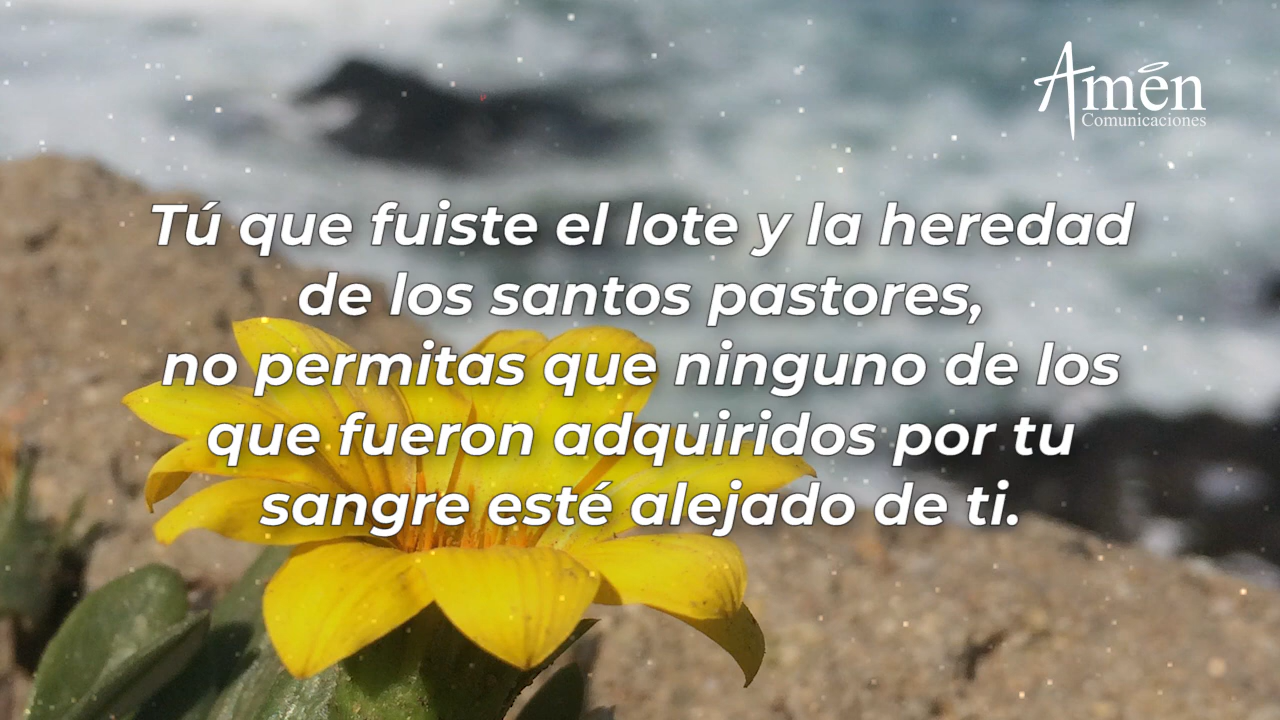 Amén
Comunicaciones
Tú que fuiste el lote y la heredad
de los santos pastores,
no permitas que ninguno de los
que fueron adquiridos por tu
sangre esté alejado de ti.